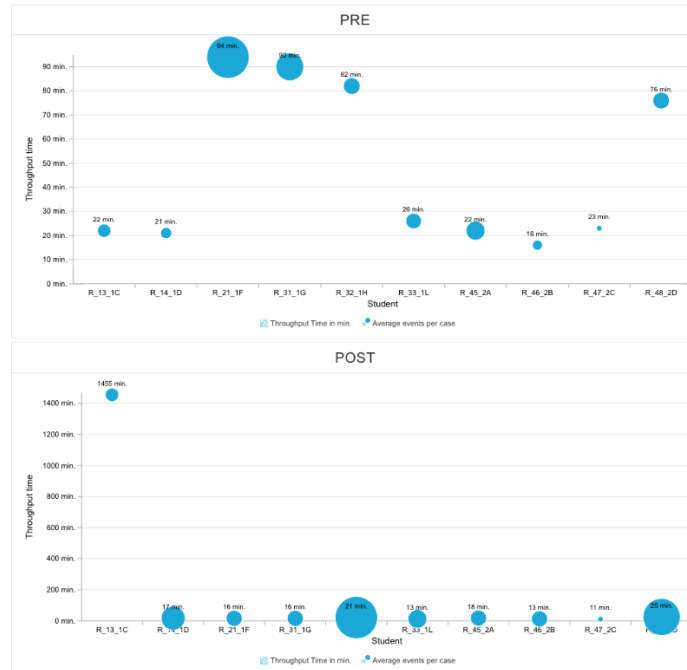 PRE
Throughput time
90 min.
80 min.
70 min.
60 min.
50 min.
40 min.
30 min.
20 min.
10 min.
0 min.
22 min.
21 min.
94 min.
90 min.
82 min.
26 min.
22 min.
16 min.
23 min.
76 min.
R_13_1C R_14_1D R_21_1F R_31_1G R_32_1H R_33_1L R_45_2A R_46_2B R_47_2C R_48_2D
Student
Throughput Time in min. Average events per case
POST
Throughput time
1400 min.
1200 min.
1000 min.
800 min.
600 min.
400 min.
200 min.
0 min.
1455 min.
17 min.
16 min.
16 min.
21 min.
13 min.
18 min.
13 min.
11 min.
25 min.
R_13_1C R_21_1F R_31_1G R_33_1L R_45_2A R_46_2B R_47_2C
Student
Throughput Time in min. Average events per case